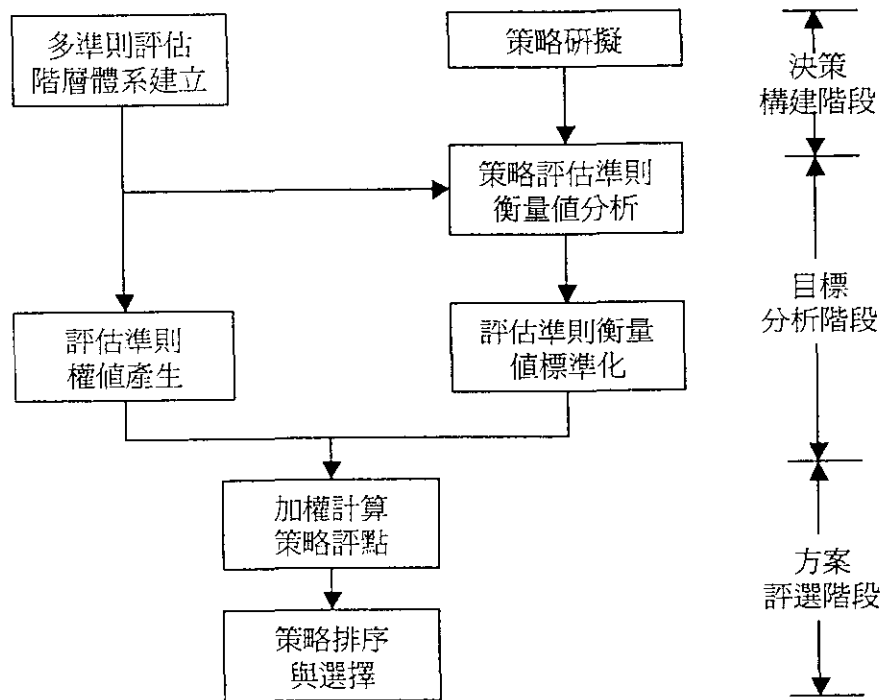 多準則評估
階層體系建立
策略研擬
決策
構建階段
策略評估準則
衡量值分析
目標
分析階段
評估準則
權值產生
評估準則衡量
值標準化
加權計算
策略評點
方案
評選階段
策略排序
與選擇